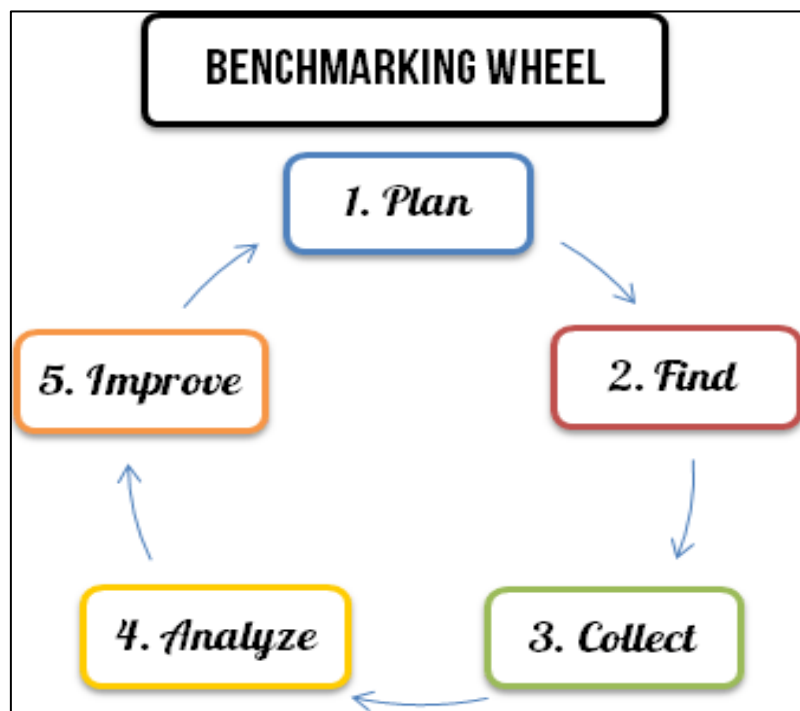 BENCHMARKING WHEEL
1. Plan
2. Find
3. Collect
4. Analyze
5. Improve